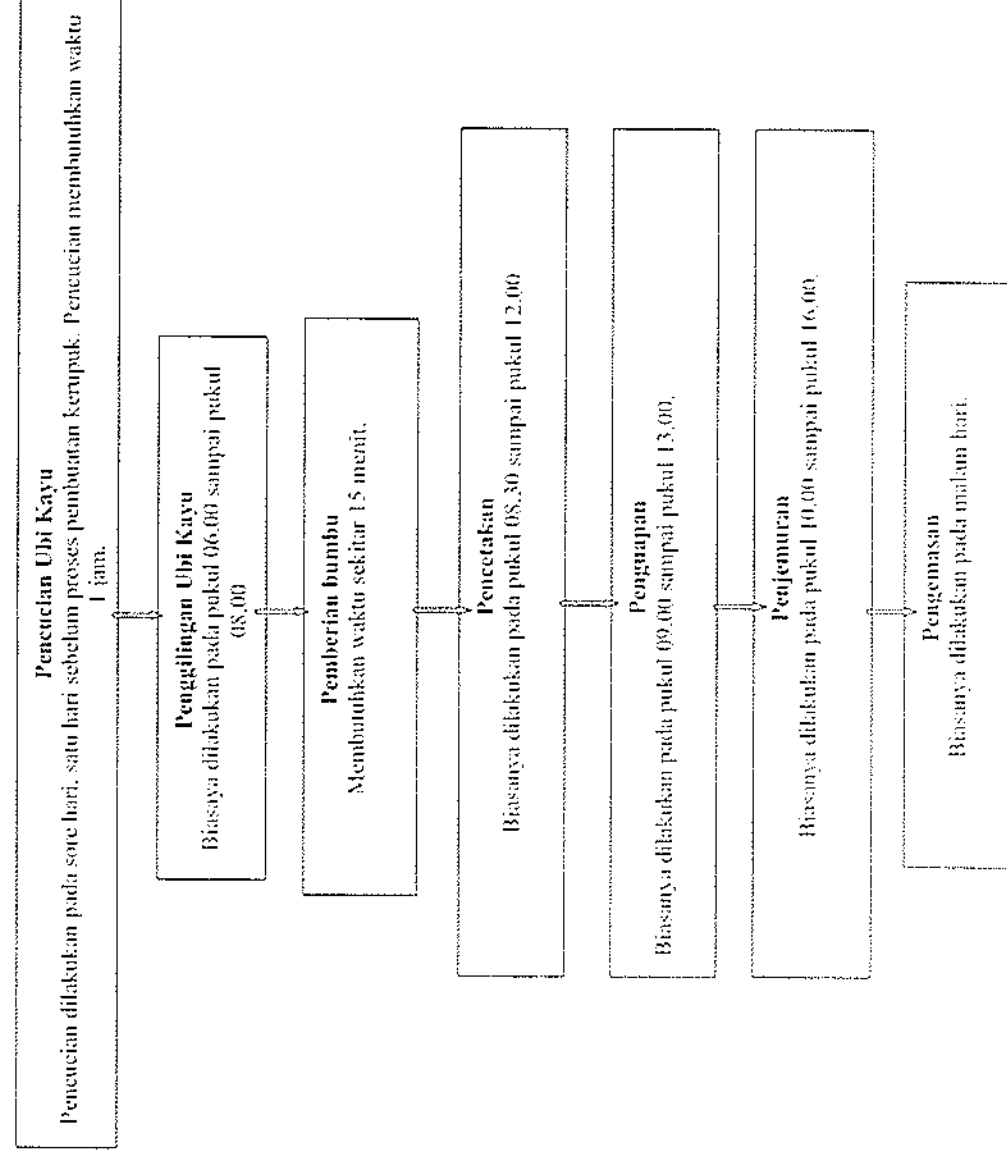 Pencucian Ubi Kayu
Pencucian dilakukan pada sore hari, satu hari sebelum proses pembuatan kerupuk. Pencucian membutuhkan waktu
1 jam.
Penggilingan Ubi Kayu
Biasaya dilakukan pada pukul 06.00 sampai pukul
08.00
Pemberian bumbu
Membutuhkan waktu sekitar 15 menit.
Pencetakan
Biasanya dilakukan pada pukul 08.30 sampai pukul 12.00
Penguapan
Biasanya dilakukan pada pukul 09.00 sampai pukul 13.00.
Penjemuran
Biasanya dilakukan pada pukul 10.00 sampai pukul 16.00.
Pengemasan
Biasanya dilakukan pada malam hari.